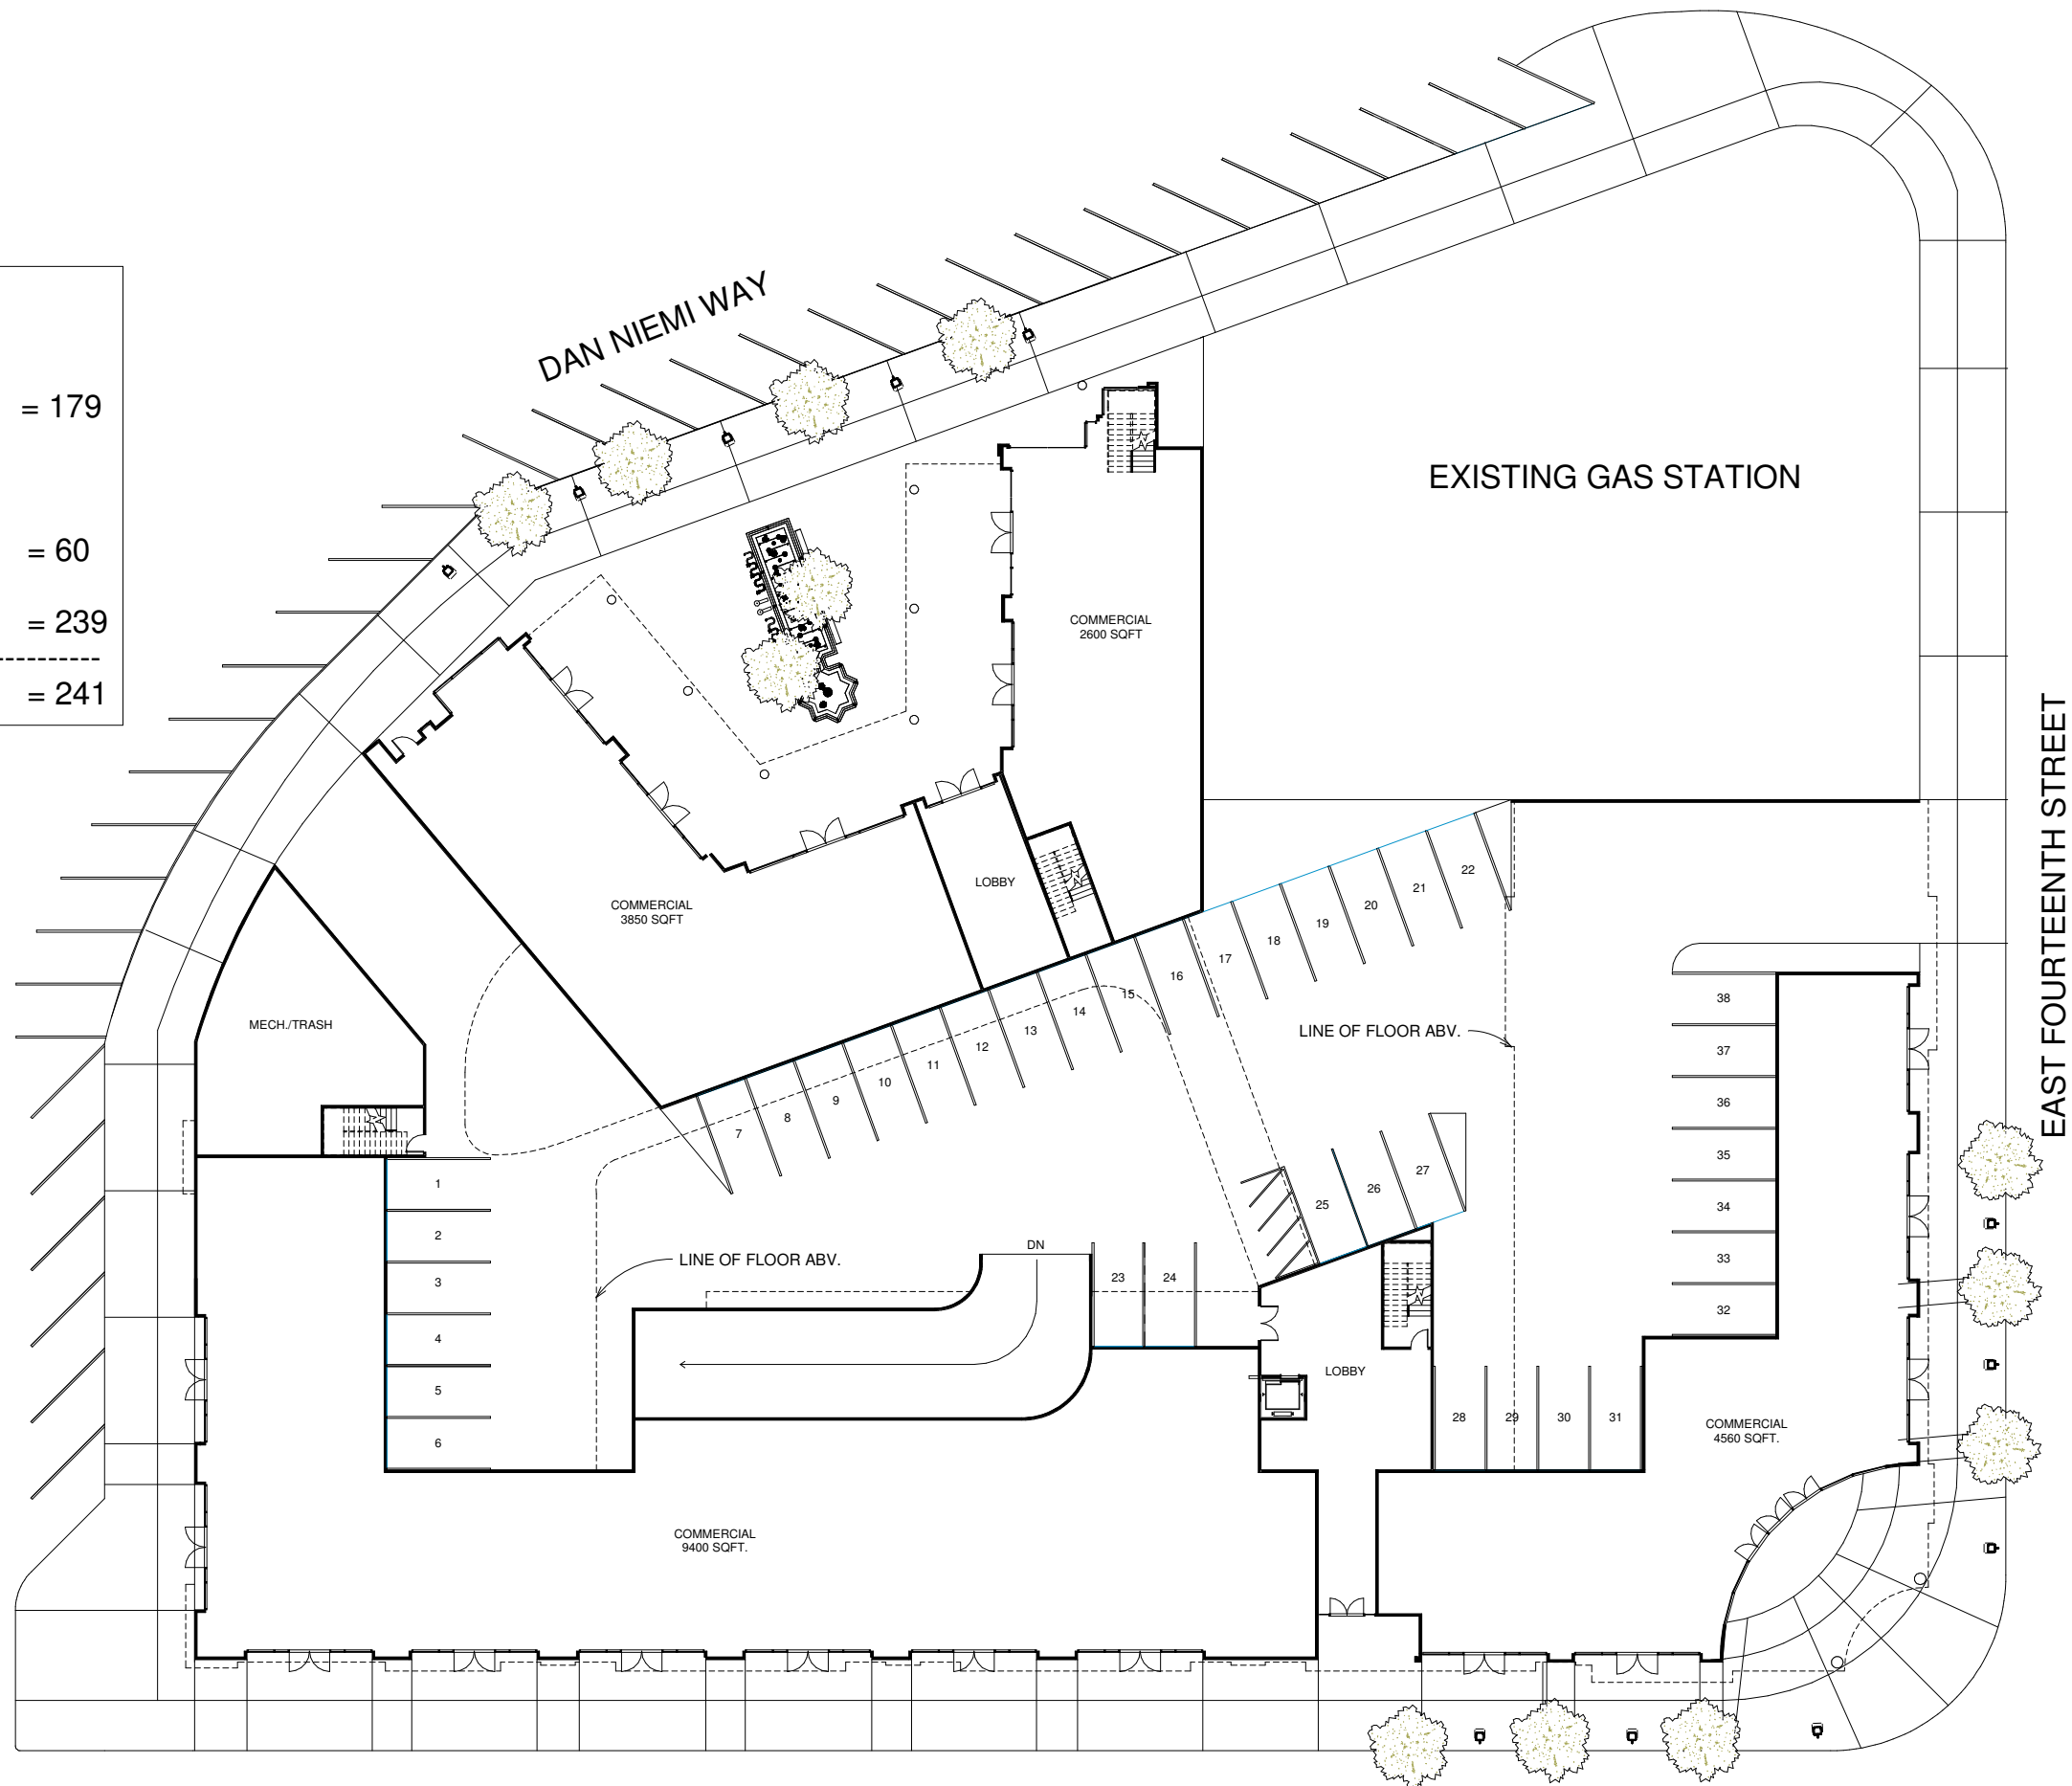 = 179
= 60
= 239
= 241
DAN NIEMI WAY
EXISTING GAS STATION
EAST FOURTEENTH STREET
COMMERCIAL
2600 SQFT
COMMERCIAL
3850 SQFT
LOBBY
MECH./TRASH
LINE OF FLOOR ABV.
LINE OF FLOOR ABV.
1
2
3
4
5
6
7
8
9
10
11
12
13
14
15
16
17
18
19
20
21
22
DN
23
24
25
26
27
28
29
30
31
32
33
34
35
36
37
38
LOBBY
COMMERCIAL
4560 SQFT.
COMMERCIAL
9400 SQFT.